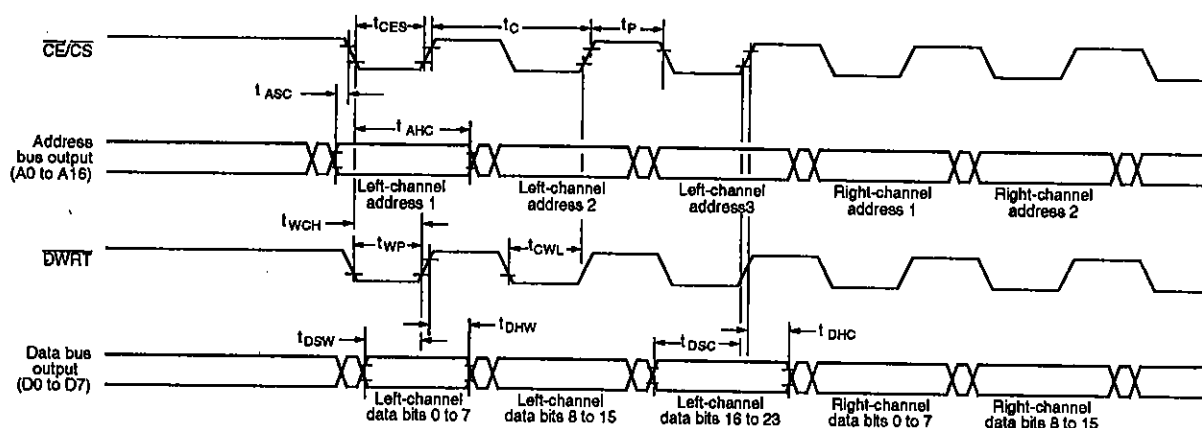 tCES
tC
tP
CE/CS
tASC
tAHC
Address
bus output
(A0 to A16)
Left-channel
address 1
Left-channel
address 2
Left-channel
address3
Right-channel
address 1
Right-channel
address 2
tWCH
tWP
tCWL
DWRT
tDSW
tDHW
tDSC
tDHC
Data bus
output
(D0 to D7)
Left-channel
data bits 0 to 7
Left-channel
data bits 8 to 15
Left-channel
data bits 16 to 23
Right-channel
data bits 0 to 7
Right-channel
data bits 8 to 15